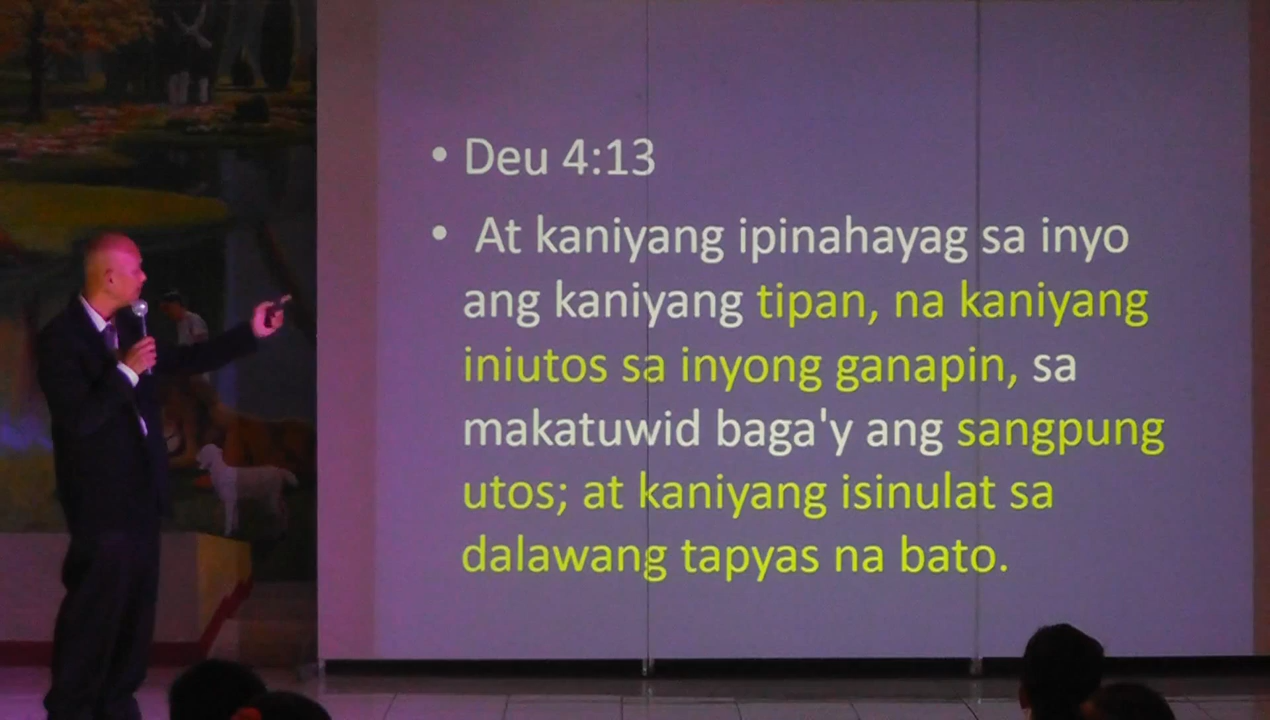 • Deu 4:13
• At kaniyang ipinahayag sa inyo
ang kaniyang tipan, na kaniyang
iniutos sa inyong ganapin, sa
makatuwid baga'y ang sangpung
utos; at kaniyang isinulat sa
dalawang tapyas na bato.